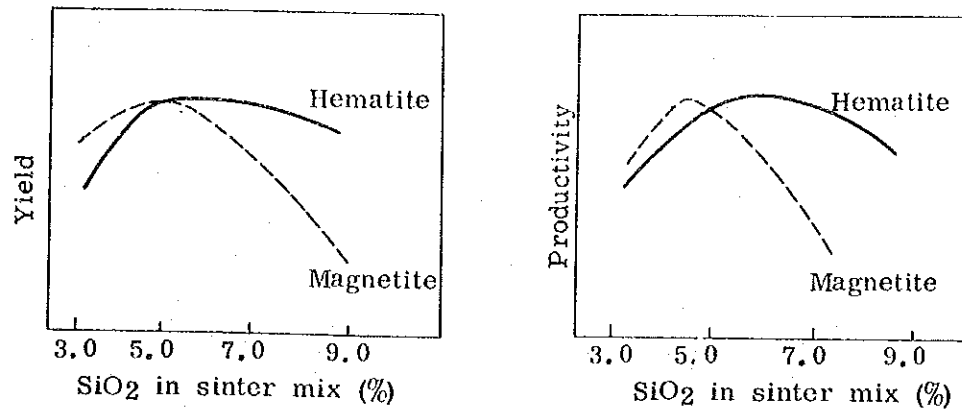 Yield
Hematite
Magnetite
3.0 5.0 7.0 9.0
SiO2 in sinter mix (%)
Productivity
Hematite
Magnetite
3.0 5.0 7.0 9.0
SiO2 in sinter mix (%)